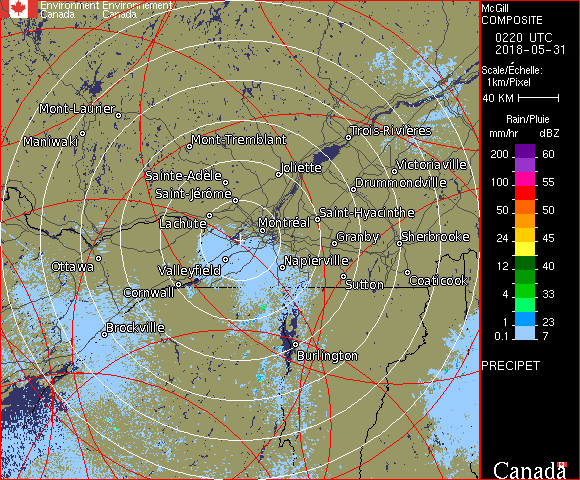 Environment Environnement
Canada Canada
McGill
COMPOSITE
0220 UTC
2018-05-31
Scale/Échelle:
1km/Pixel
40 KM
Rain/Pluie
mm/hr dBZ
200 60
100 55
50 50
24 45
12 40
4 33
1 23
0.1 7
PRECIPET
Canada
Mont-Laurier
Maniwaki
Trois-Rivières
Mont-Tremblant
Joliette
Victoriaville
Sainte-Adèle
Drummondville
Saint-Jérôme
Saint-Hyacinthe
Lachute
Montréal
Granby
Sherbrooke
Ottawa
Valleyfield
Napierville
Cornwall
Sutton
Coaticook
Brockville
Burlington